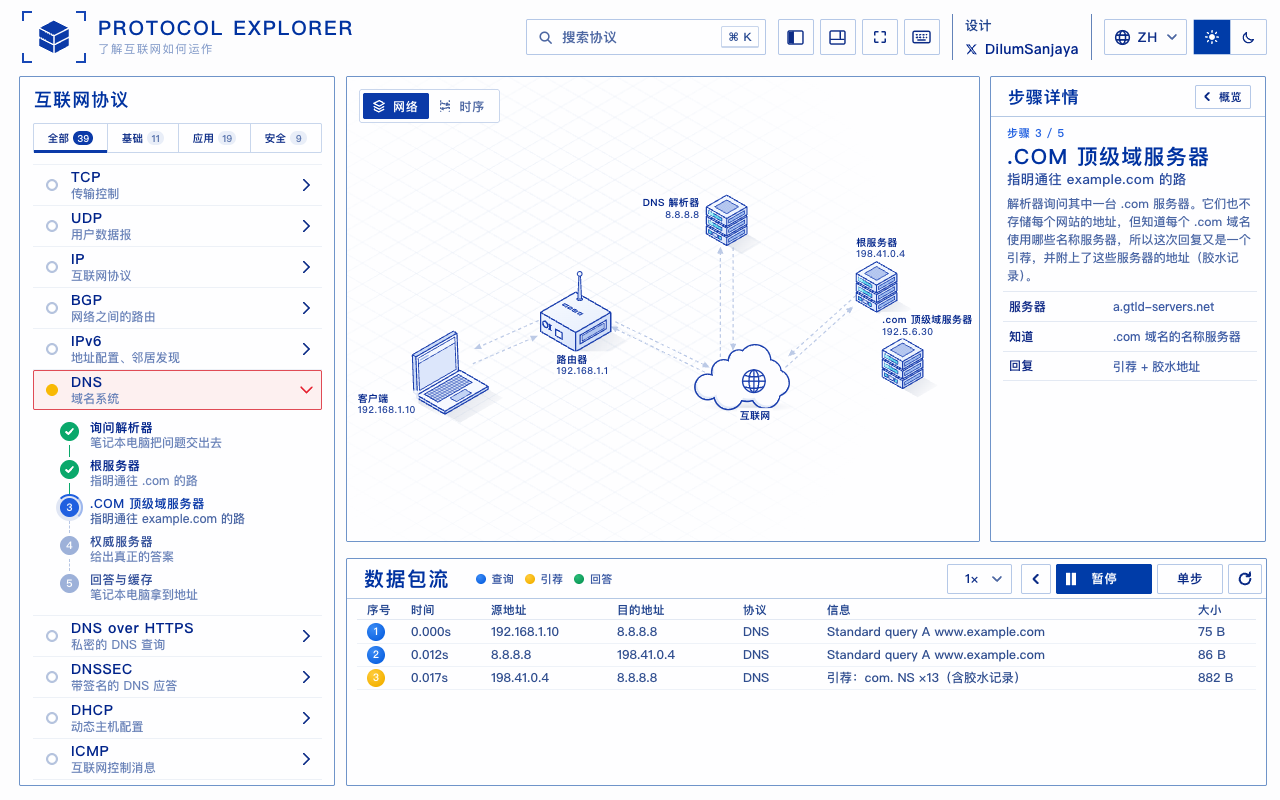 PROTOCOL EXPLORER
了解互联网如何运作
搜索协议
⌘ K
设计
𝕏 DilumSanjaya
ZH
互联网协议
全部 39
基础 11
应用 19
安全 9
TCP
传输控制
UDP
用户数据报
IP
互联网协议
BGP
网络之间的路由
IPv6
地址配置、邻居发现
DNS
域名系统
询问解析器
笔记本电脑把问题交出去
根服务器
指明通往 .com 的路
3
.COM 顶级域服务器
指明通往 example.com 的路
4
权威服务器
给出真正的答案
5
回答与缓存
笔记本电脑拿到地址
DNS over HTTPS
私密的 DNS 查询
DNSSEC
带签名的 DNS 应答
DHCP
动态主机配置
ICMP
互联网控制消息
网络
时序
DNS 解析器
8.8.8.8
根服务器
198.41.0.4
.com 顶级域服务器
192.5.6.30
路由器
192.168.1.1
客户端
192.168.1.10
互联网
步骤详情
概览
步骤 3 / 5
.COM 顶级域服务器
指明通往 example.com 的路
解析器询问其中一台 .com 服务器。它们也不
存储每个网站的地址，但知道每个 .com 域名
使用哪些名称服务器，所以这次回复又是一个
引荐，并附上了这些服务器的地址（胶水记
录）。
服务器 a.gtld-servers.net
知道 .com 域名的名称服务器
回复 引荐 + 胶水地址
数据包流
查询
引荐
回答
1×
暂停
单步
序号 时间 源地址 目的地址 协议 信息 大小
1 0.000s 192.168.1.10 8.8.8.8 DNS Standard query A www.example.com 75 B
2 0.012s 8.8.8.8 198.41.0.4 DNS Standard query A www.example.com 86 B
3 0.017s 198.41.0.4 8.8.8.8 DNS 引荐：com. NS ×13（含胶水记录） 882 B